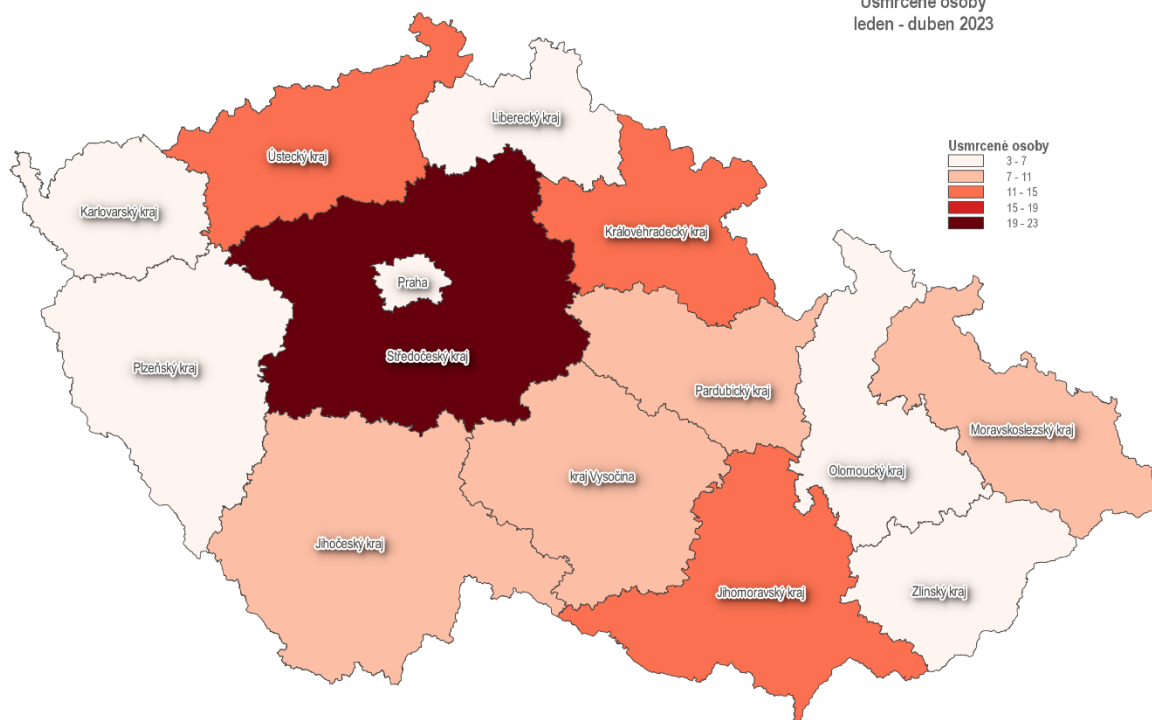 Usmrcené osoby
leden - duben 2023
Usmrcené osoby
3 - 7
7 - 11
11 - 15
15 - 19
19 - 23
Liberecký kraj
Ústecký kraj
Karlovarský kraj
Královéhradecký kraj
Praha
Středočeský kraj
Plzeňský kraj
Pardubický kraj
Moravskoslezský kraj
Olomoucký kraj
kraj Vysočina
Jihočeský kraj
Jihomoravský kraj
Zlínský kraj